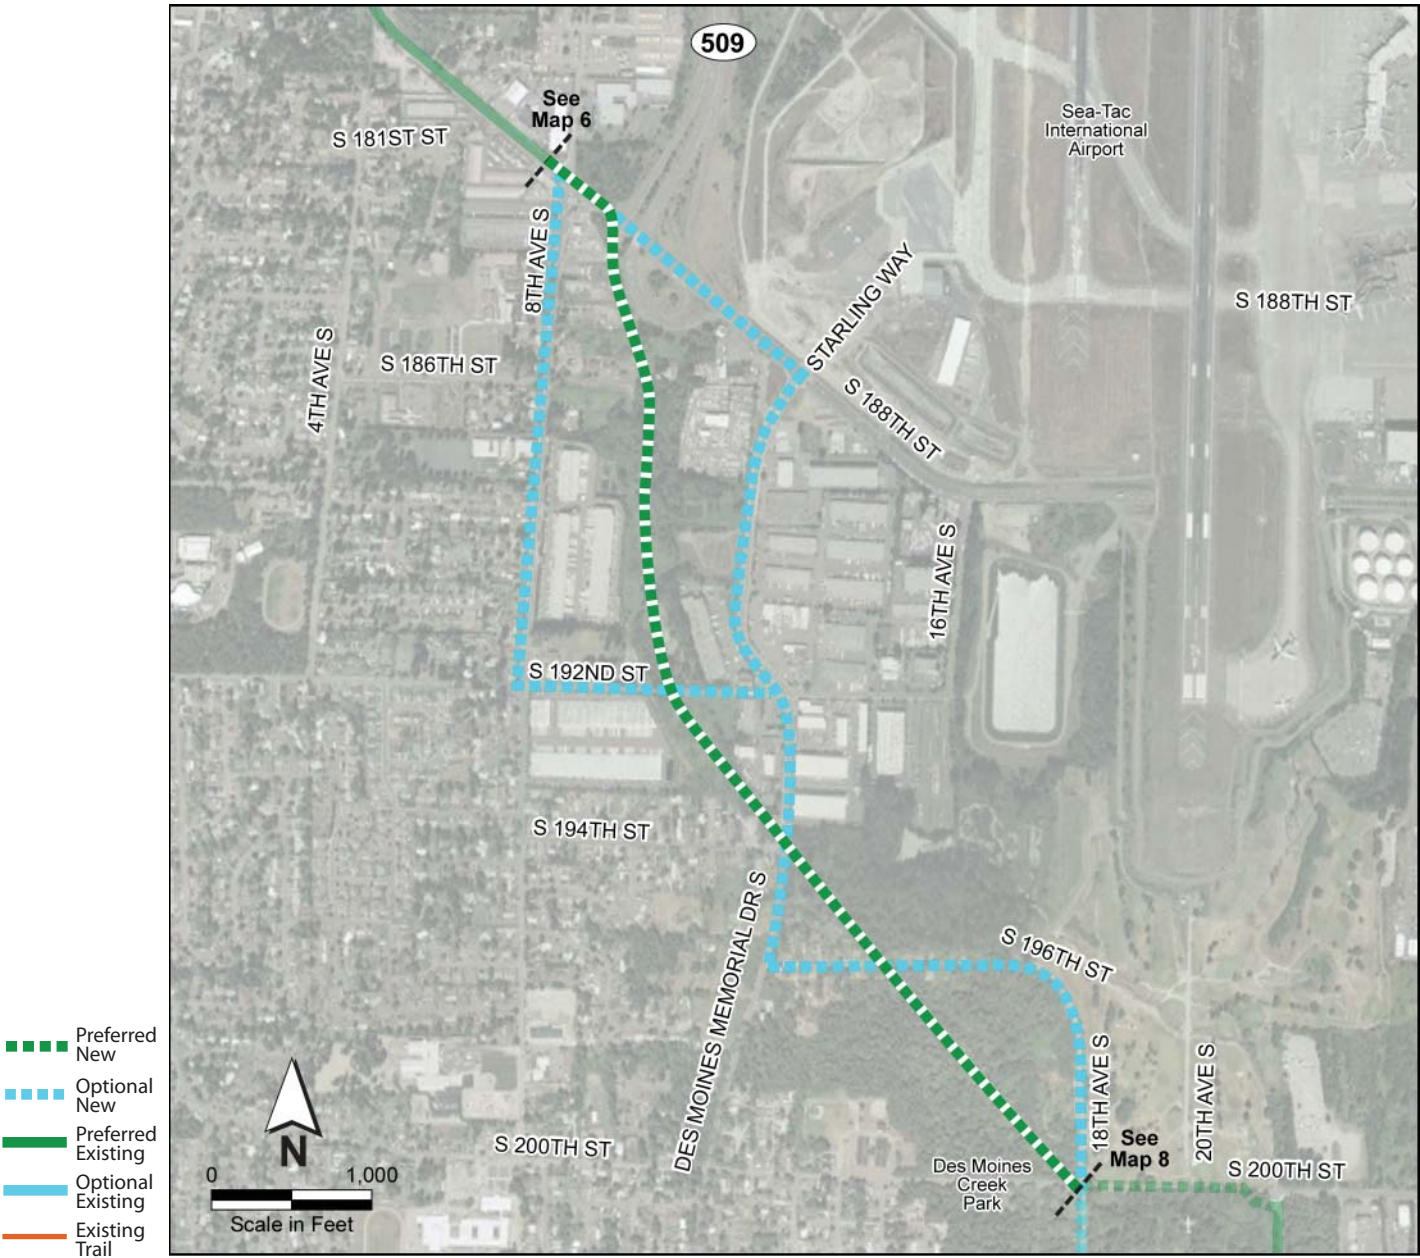 509
See
Map 6
Sea-Tac
International
Airport
S 181ST ST
8TH AVE S
STARLING WAY
S 188TH ST
4TH AVE S
S 186TH ST
S 188TH ST
16TH AVE S
S 192ND ST
S 194TH ST
DES MOINES MEMORIAL DR S
S 196TH ST
18TH AVE S
20TH AVE S
See
Map 8
S 200TH ST
S 200TH ST
Des Moines
Creek
Park
Preferred
New
Optional
New
Preferred
Existing
Optional
Existing
Existing
Trail
N
0 1,000
Scale in Feet